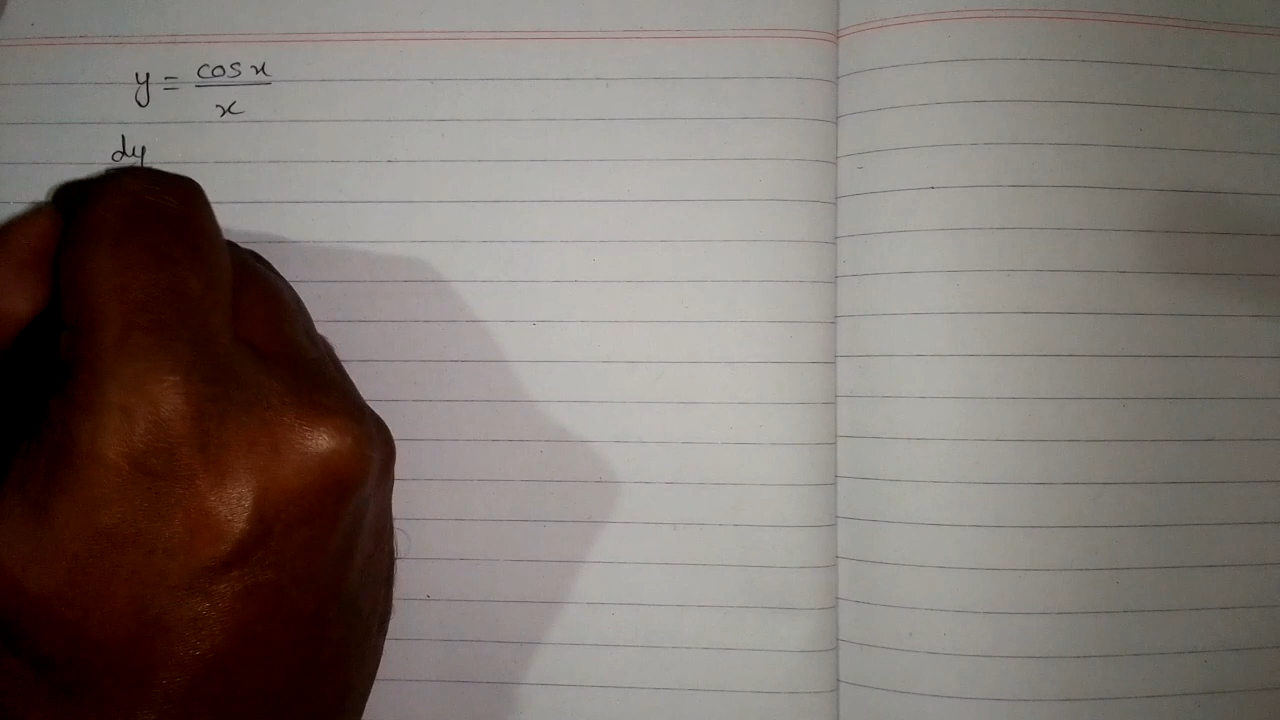 y = cos x / x
dy